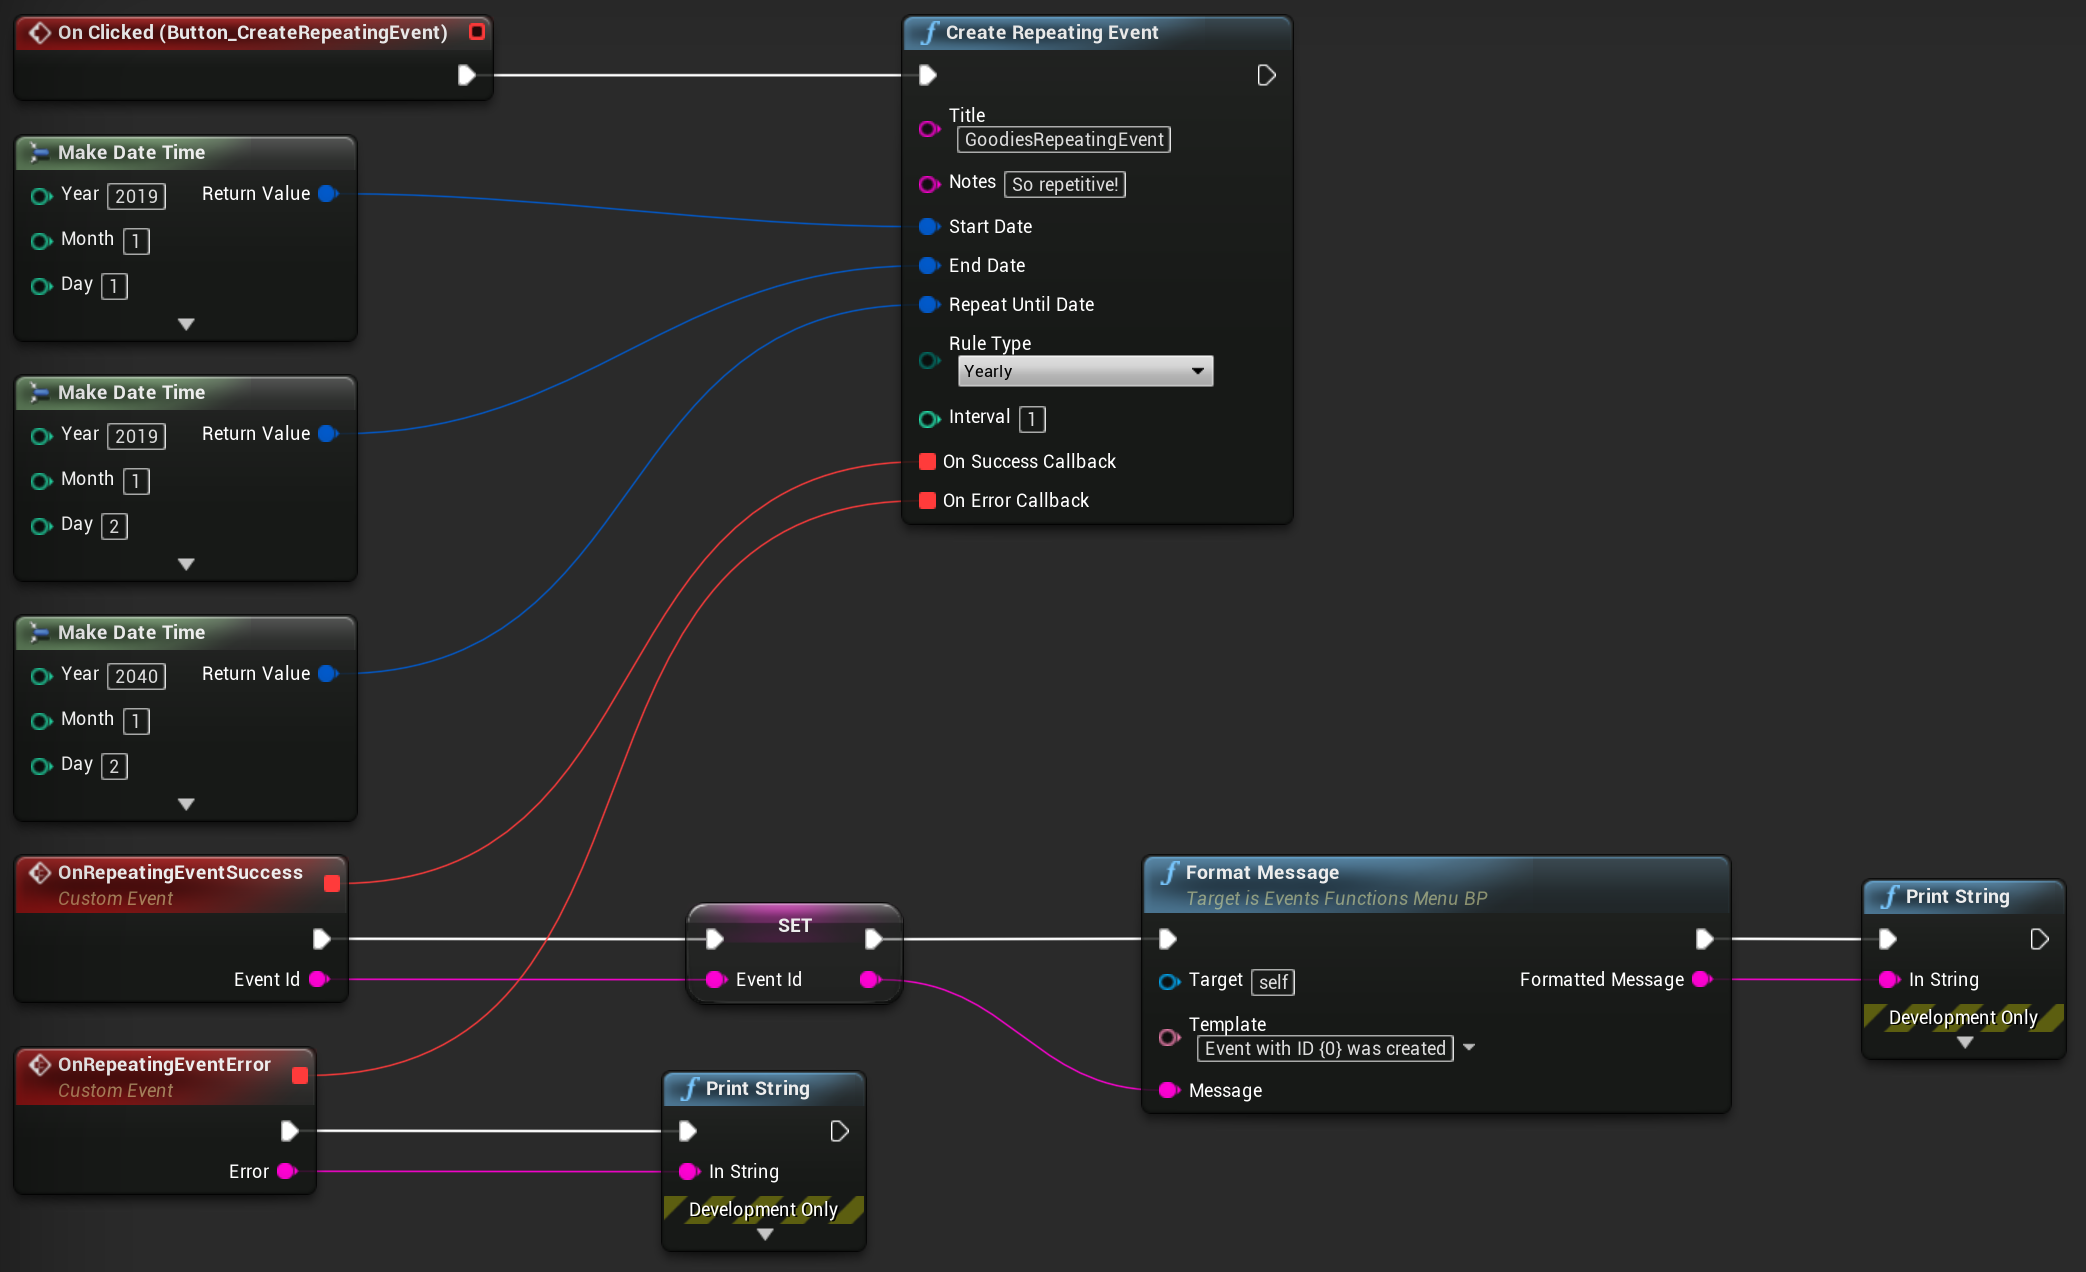 On Clicked (Button_CreateRepeatingEvent)
Create Repeating Event
Title
GoodiesRepeatingEvent
Notes So repetitive!
Start Date
End Date
Repeat Until Date
Rule Type
Yearly
Interval 1
On Success Callback
On Error Callback
Make Date Time
Year 2019 Return Value
Month 1
Day 1
Make Date Time
Year 2019 Return Value
Month 1
Day 2
Make Date Time
Year 2040 Return Value
Month 1
Day 2
OnRepeatingEventSuccess
Custom Event
Event Id
SET
Event Id
Format Message
Target is Events Functions Menu BP
Target self
Formatted Message
Template
Event with ID {0} was created
Message
Print String
In String
Development Only
OnRepeatingEventError
Custom Event
Error
Print String
In String
Development Only